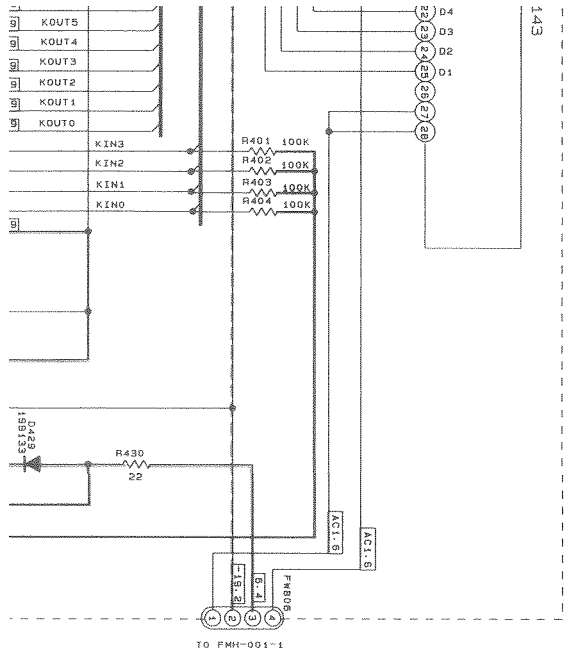 KOUT5
KOUT4
KOUT3
KOUT2
KOUT1
KOUT0
KIN3
KIN2
KIN1
KIN0
R401 100K
R402 100K
R403 100K
R404 100K
22 D4
23 D3
24 D2
25 D1
26
27
28
143
D429
1SS133
R430
22
AC1.6
AC1.6
-19.2
6.4
FW806
1 2 3 4
TO FMH-001-1